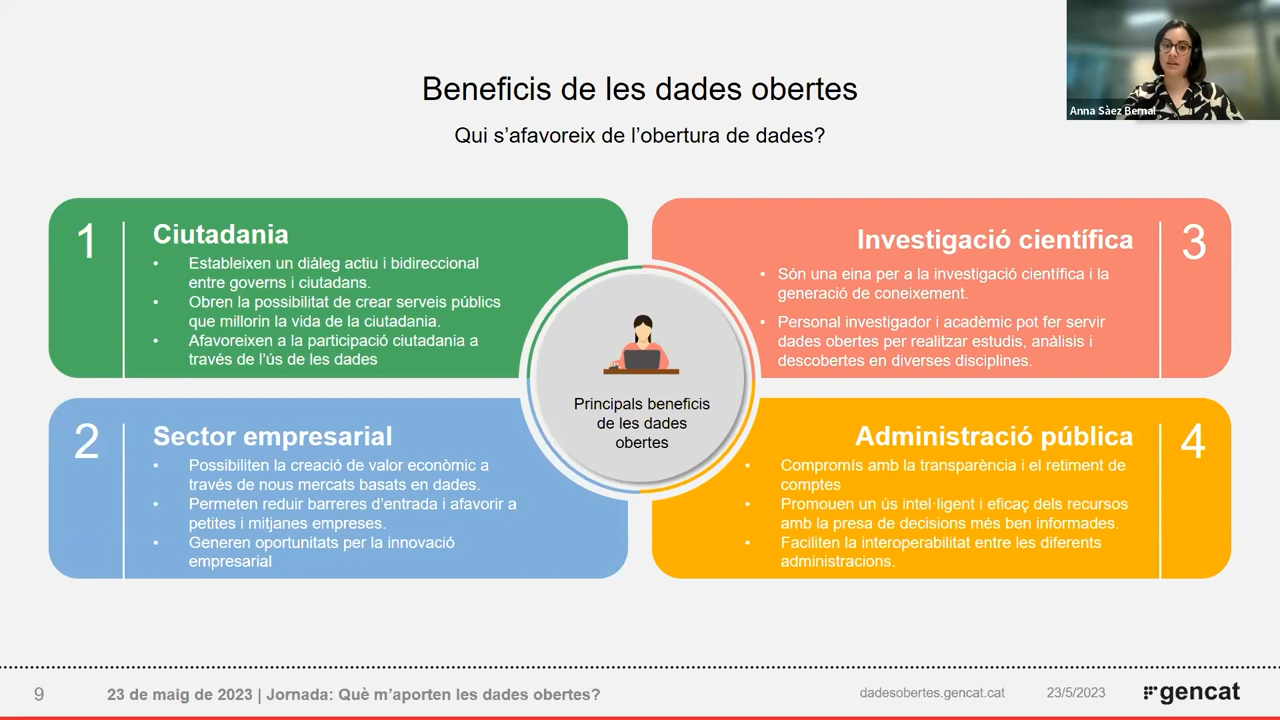 Beneficis de les dades obertes
Qui s’afavoreix de l’obertura de dades?
Anna Sàez Bernal
1
Ciutadania
• Estableixen un diàleg actiu i bidireccional
entre governs i ciutadans.
• Obren la possibilitat de crear serveis públics
que millorin la vida de la ciutadania.
• Afavoreixen a la participació ciutadania a
través de l’ús de les dades
2
Sector empresarial
• Possibiliten la creació de valor econòmic a
través de nous mercats basats en dades.
• Permeten reduir barreres d’entrada i afavorir a
petites i mitjanes empreses.
• Generen oportunitats per la innovació
empresarial
Principals beneficis
de les dades
obertes
Investigació científica
3
• Són una eina per a la investigació científica i la
generació de coneixement.
• Personal investigador i acadèmic pot fer servir
dades obertes per realitzar estudis, anàlisis i
descobertes en diverses disciplines.
Administració pública
4
• Compromís amb la transparència i el retiment de
comptes
• Promouen un ús intel·ligent i eficaç dels recursos
amb la presa de decisions més ben informades.
• Faciliten la interoperabilitat entre les diferents
administracions.
9
23 de maig de 2023 | Jornada: Què m’aporten les dades obertes?
dadesobertes.gencat.cat
23/5/2023
gencat